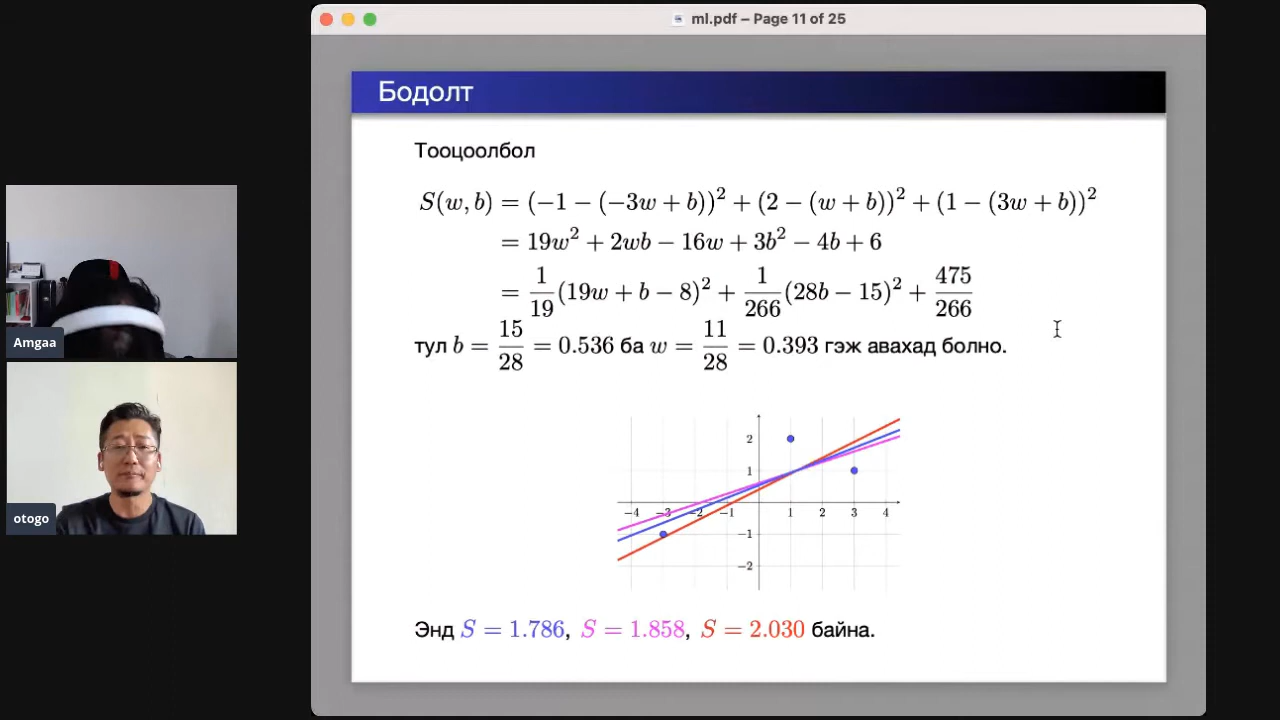 ml.pdf – Page 11 of 25
Бодолт
Тооцоолбол
S(w, b) = (−1 − (−3w + b))² + (2 − (w + b))² + (1 − (3w + b))²
= 19w² + 2wb − 16w + 3b² − 4b + 6
= 1/19 (19w + b − 8)² + 1/266 (28b − 15)² + 475/266
тул b = 15/28 = 0.536 ба w = 11/28 = 0.393 гэж авахад болно.
2
1
−4 −3 −2 −1 1 2 3 4
−1
−2
Энд S = 1.786, S = 1.858, S = 2.030 байна.
Amgaa
otogo